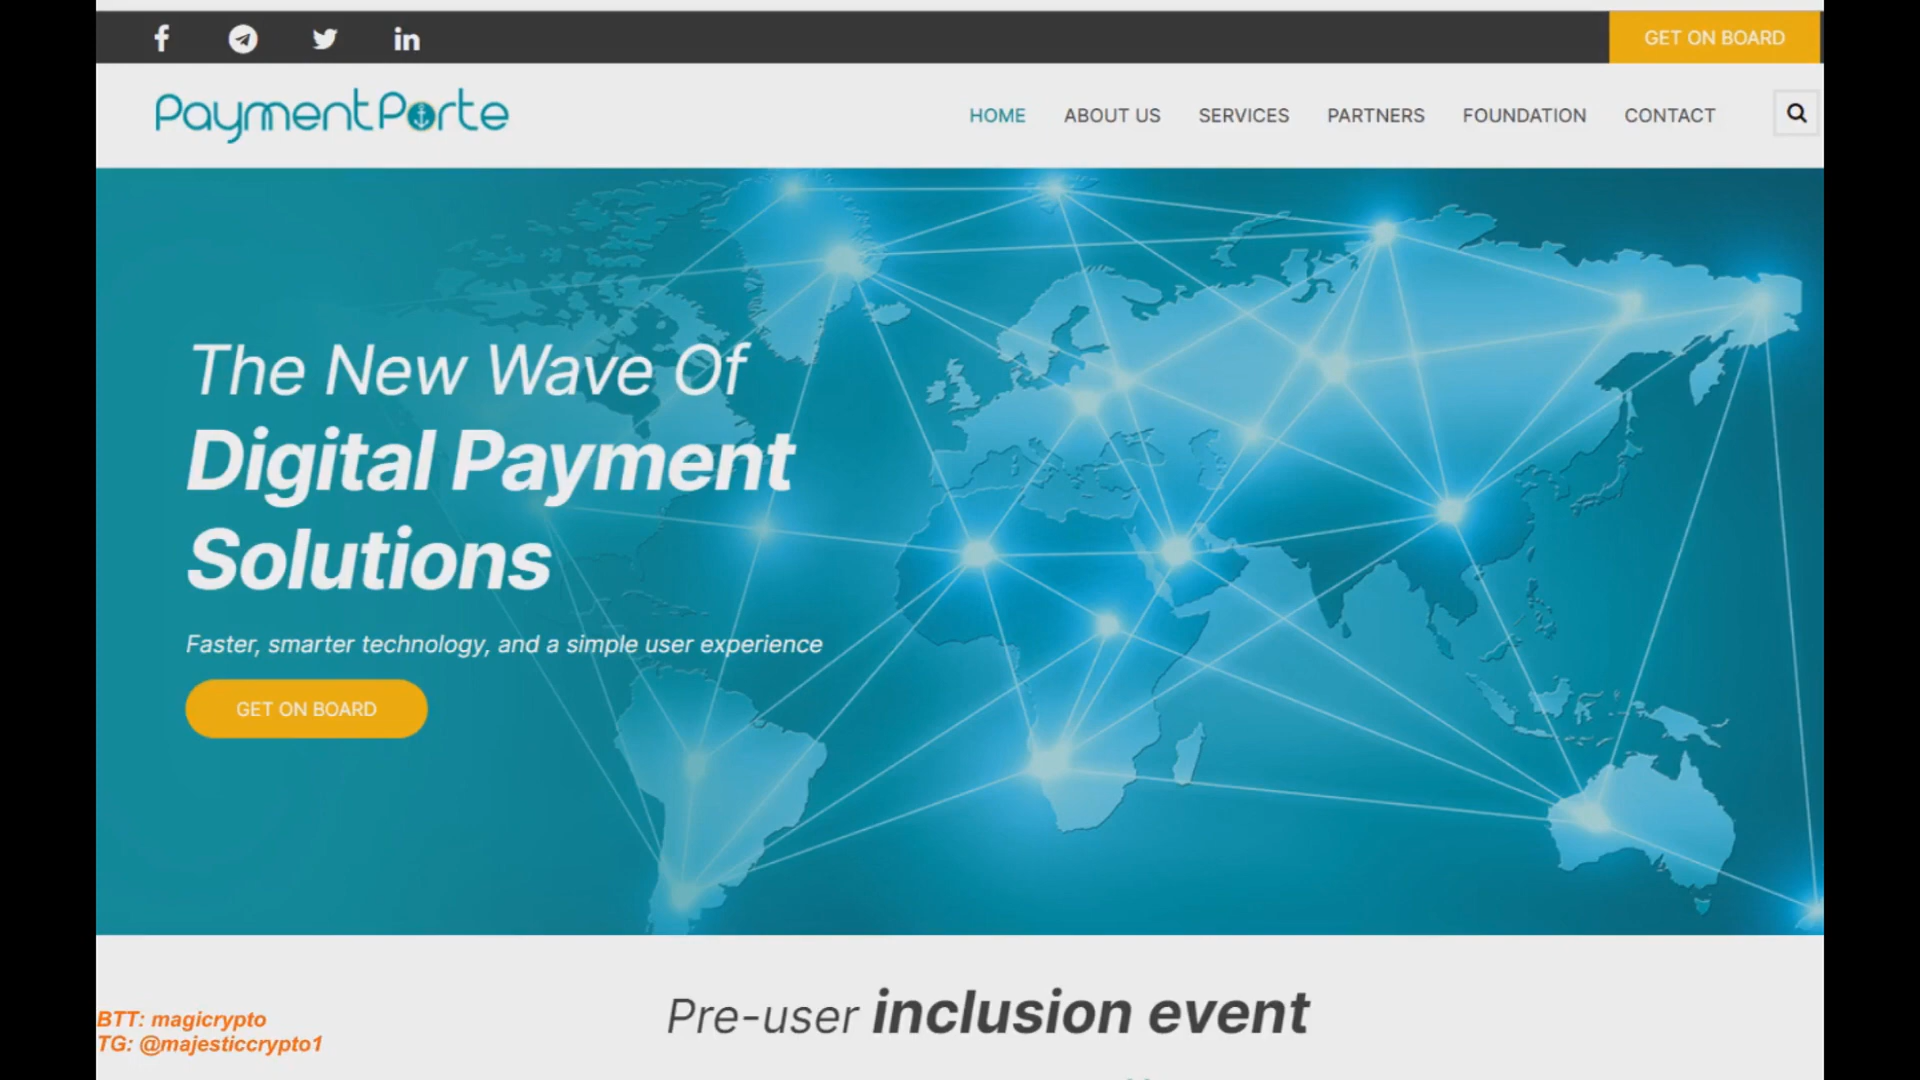 GET ON BOARD
PaymentPorte
HOME ABOUT US SERVICES PARTNERS FOUNDATION CONTACT
The New Wave Of
Digital Payment
Solutions
Faster, smarter technology, and a simple user experience
GET ON BOARD
Pre-user inclusion event
BTT: magicrypto
TG: @majesticcrypto1